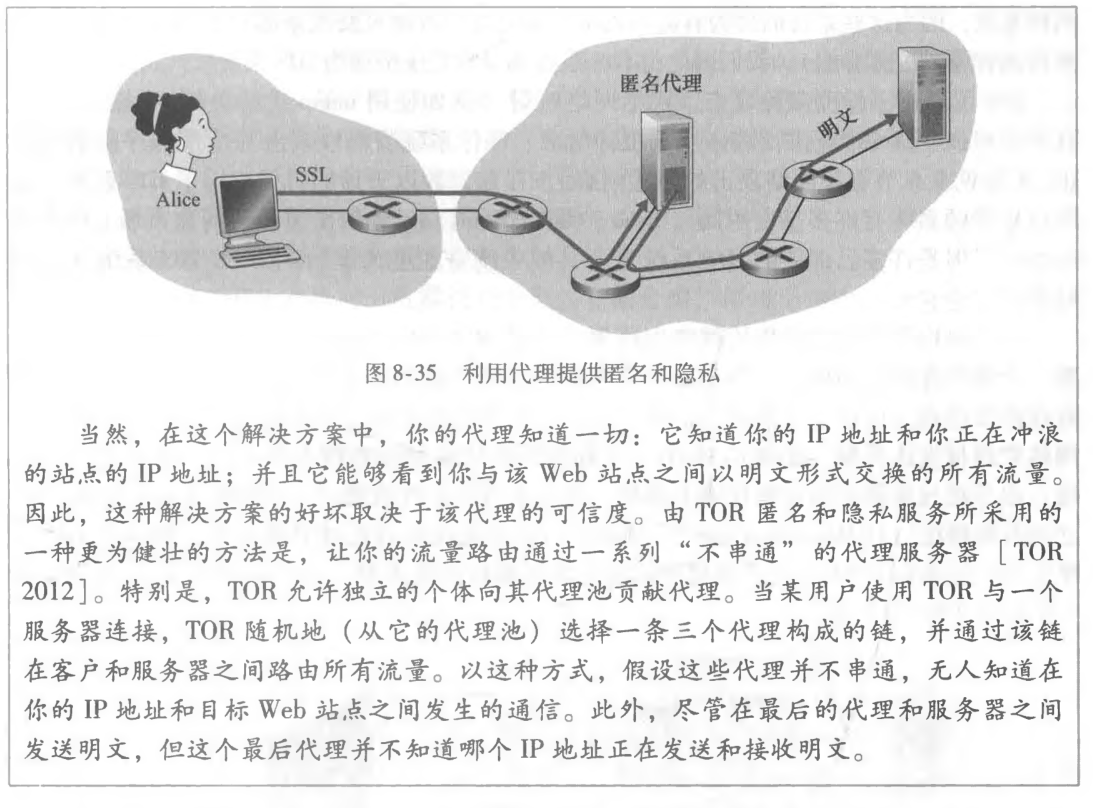 匿名代理
明文
SSL
Alice
图 8-35 利用代理提供匿名和隐私
当然，在这个解决方案中，你的代理知道一切：它知道你的 IP 地址和你正在冲浪
的站点的 IP 地址；并且它能够看到你与该 Web 站点之间以明文形式交换的所有流量。
因此，这种解决方案的好坏取决于该代理的可信度。由 TOR 匿名和隐私服务所采用的
一种更为健壮的方法是，让你的流量路由通过一系列“不串通”的代理服务器［TOR
2012］。特别是，TOR 允许独立的个体向其代理池贡献代理。当某用户使用 TOR 与一个
服务器连接，TOR 随机地（从它的代理池）选择一条三个代理构成的链，并通过该链
在客户和服务器之间路由所有流量。以这种方式，假设这些代理并不串通，无人知道在
你的 IP 地址和目标 Web 站点之间发生的通信。此外，尽管在最后的代理和服务器之间
发送明文，但这个最后代理并不知道哪个 IP 地址正在发送和接收明文。